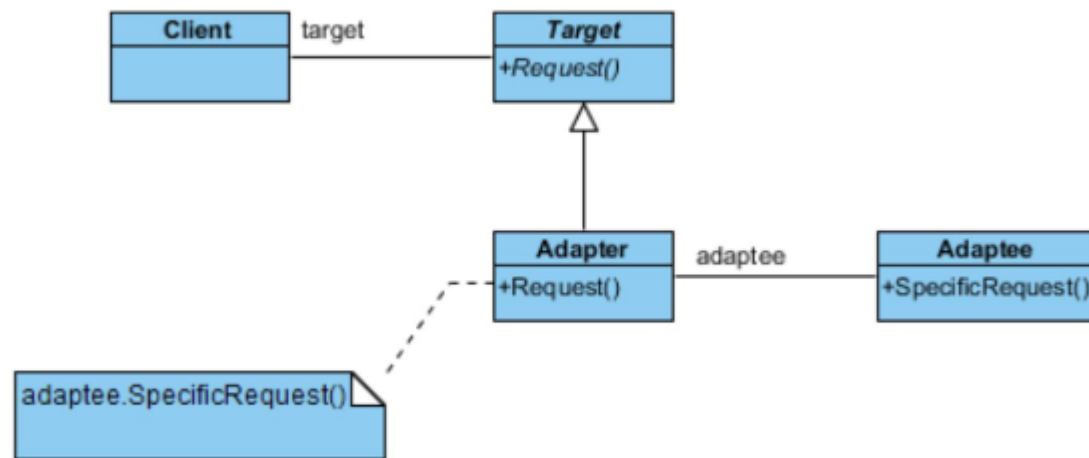 Client
target
Target
+Request()
Adapter
+Request()
adaptee
Adaptee
+SpecificRequest()
adaptee.SpecificRequest()